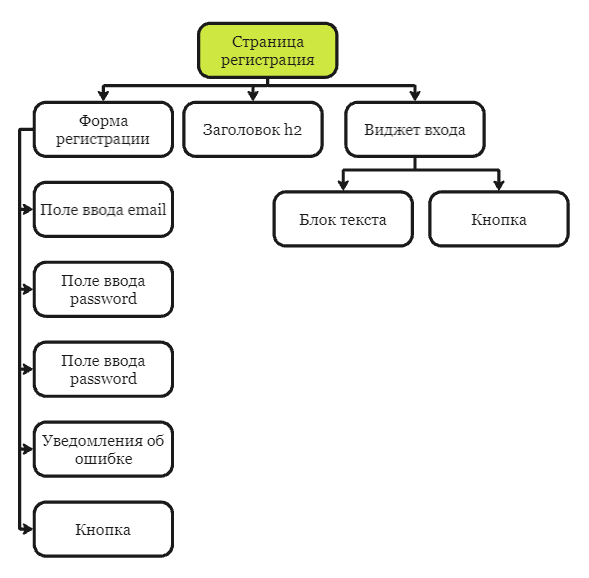 Страница
регистрация
Форма
регистрации
Заголовок h2
Виджет входа
Поле ввода email
Блок текста
Кнопка
Поле ввода
password
Поле ввода
password
Уведомления об
ошибке
Кнопка